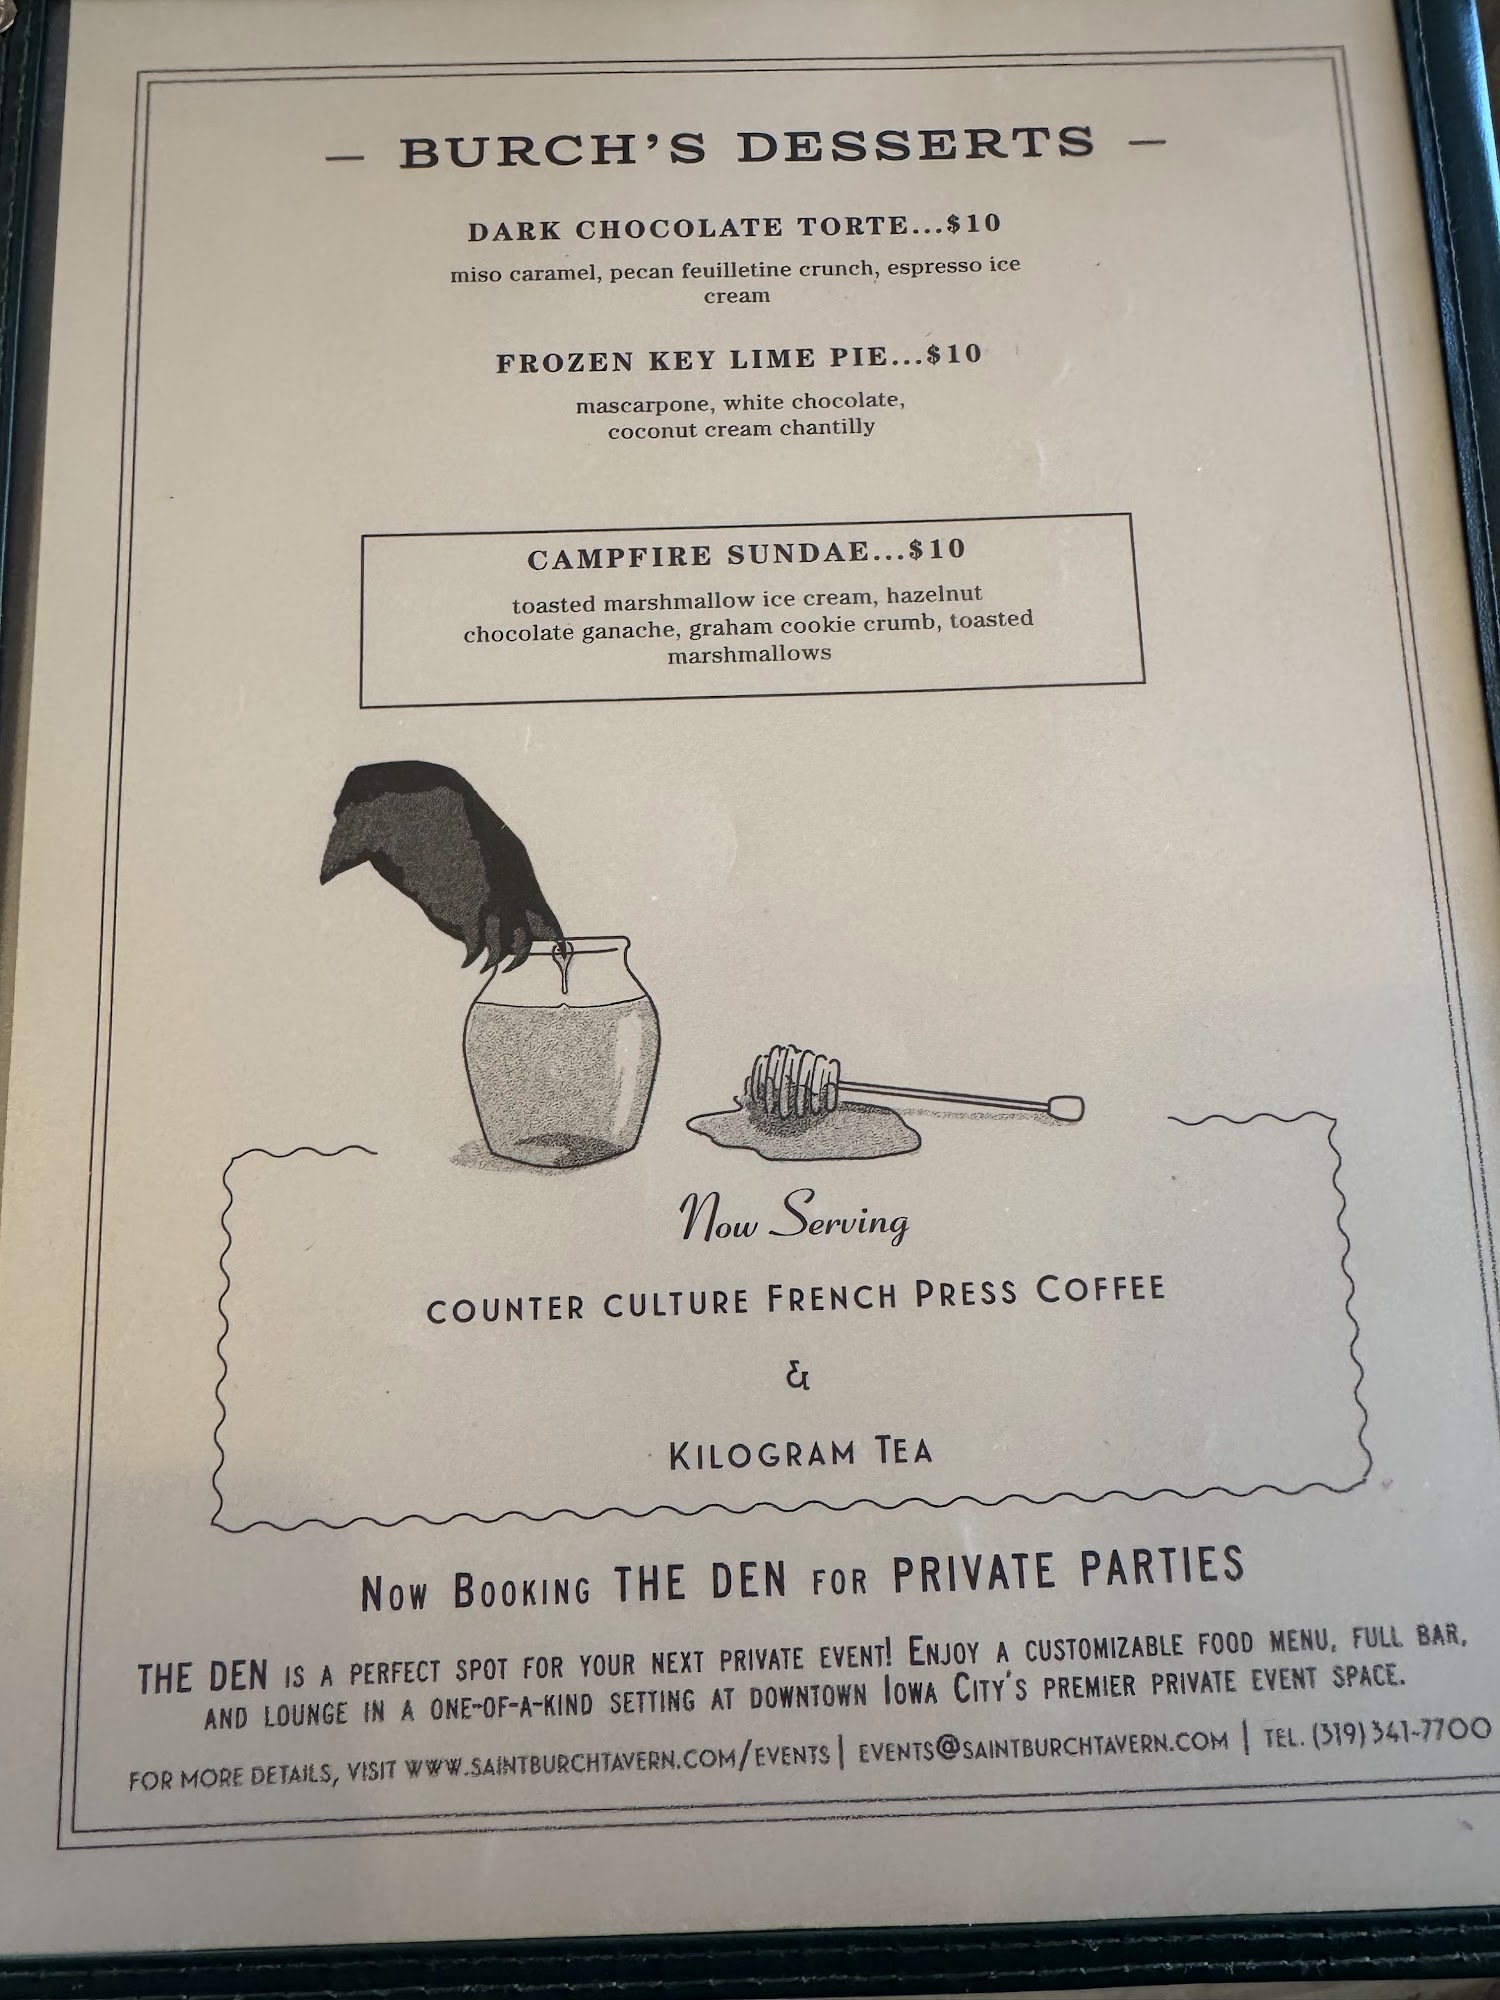 — BURCH'S DESSERTS —
DARK CHOCOLATE TORTE...$10
miso caramel, pecan feuilletine crunch, espresso ice
cream
FROZEN KEY LIME PIE...$10
mascarpone, white chocolate,
coconut cream chantilly
CAMPFIRE SUNDAE...$10
toasted marshmallow ice cream, hazelnut
chocolate ganache, graham cookie crumb, toasted
marshmallows
Now Serving
COUNTER CULTURE FRENCH PRESS COFFEE
&
KILOGRAM TEA
NOW BOOKING THE DEN FOR PRIVATE PARTIES
THE DEN IS A PERFECT SPOT FOR YOUR NEXT PRIVATE EVENT! ENJOY A CUSTOMIZABLE FOOD MENU, FULL BAR,
AND LOUNGE IN A ONE-OF-A-KIND SETTING AT DOWNTOWN IOWA CITY'S PREMIER PRIVATE EVENT SPACE.
FOR MORE DETAILS, VISIT WWW.SAINTBURCHTAVERN.COM/EVENTS | EVENTS@SAINTBURCHTAVERN.COM | TEL. (319) 341-7700